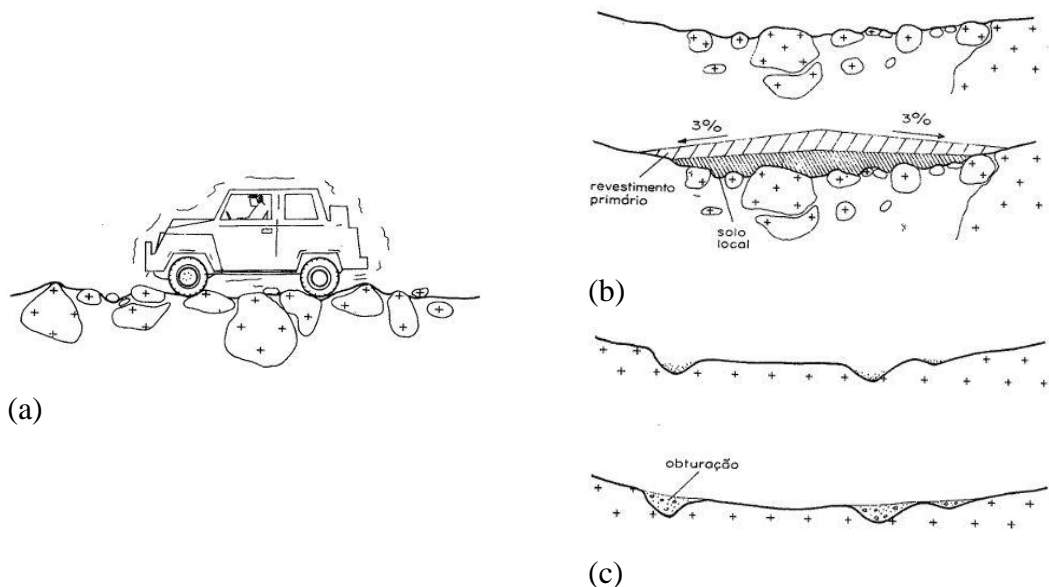 3%
3%
revestimento
primário
solo
local
(b)
(a)
obturação
(c)